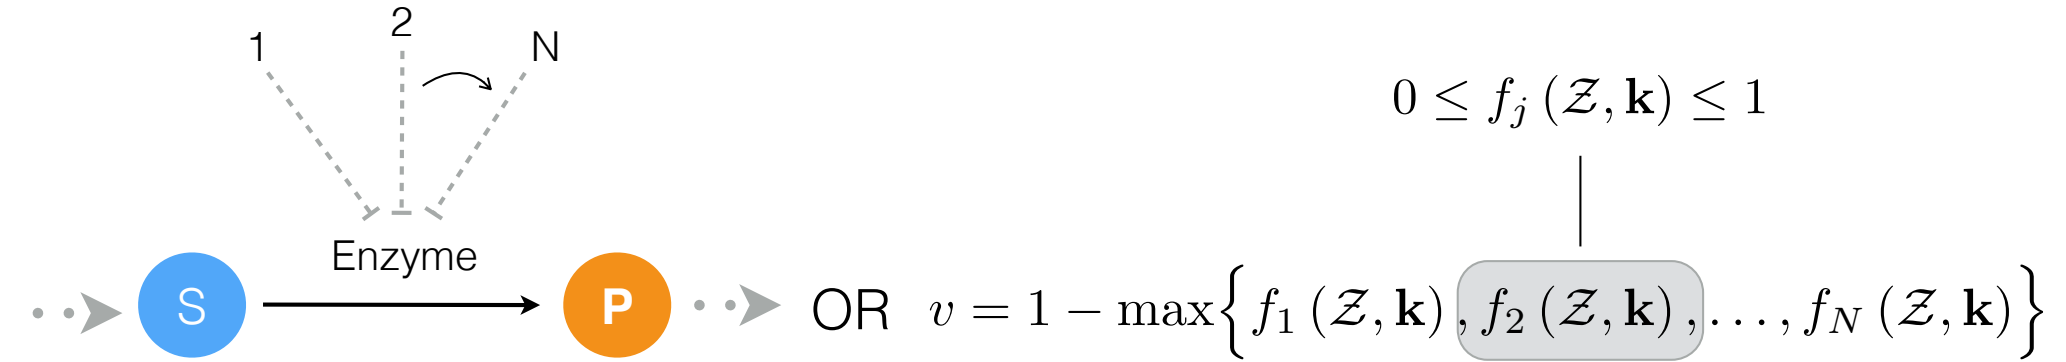 1
2
N
0 ≤ f_j (𝒵, 𝐤) ≤ 1
Enzyme
S
P
OR v = 1 − max{f_1 (𝒵, 𝐤) , f_2 (𝒵, 𝐤) , . . . , f_N (𝒵, 𝐤)}